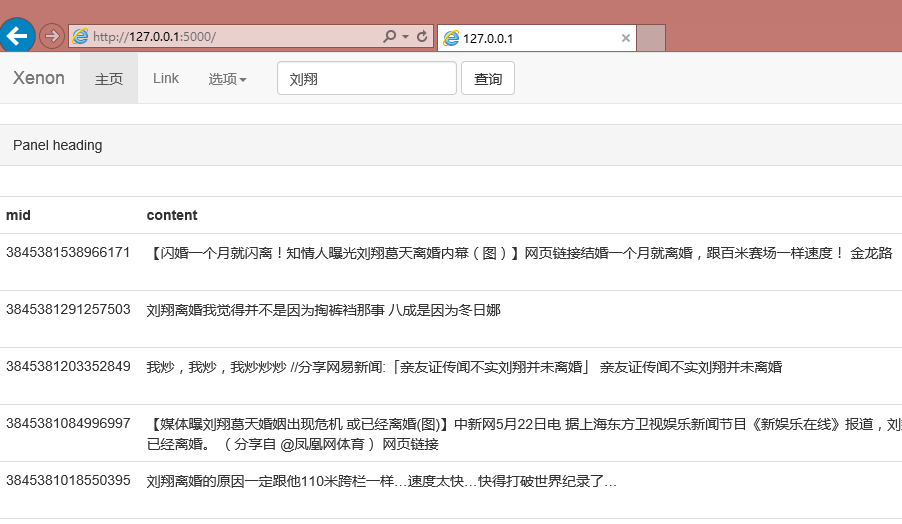 http://127.0.0.1:5000/
127.0.0.1
Xenon 主页 Link 选项 刘翔 查询
Panel heading
mid content
3845381538966171 【闪婚一个月就闪离！知情人曝光刘翔葛天离婚内幕（图）】网页链接结婚一个月就离婚，跟百米赛场一样速度！ 金龙路
3845381291257503 刘翔离婚我觉得并不是因为掏裤裆那事 八成是因为冬日娜
3845381203352849 我炒，我炒，我炒炒炒 //分享网易新闻:「亲友证传闻不实刘翔并未离婚」 亲友证传闻不实刘翔并未离婚
3845381084996997 【媒体曝刘翔葛天婚姻出现危机 或已经离婚(图)】中新网5月22日电 据上海东方卫视娱乐新闻节目《新娱乐在线》报道，刘
已经离婚。（分享自 @凤凰网体育 ） 网页链接
3845381018550395 刘翔离婚的原因一定跟他110米跨栏一样…速度太快…快得打破世界纪录了…